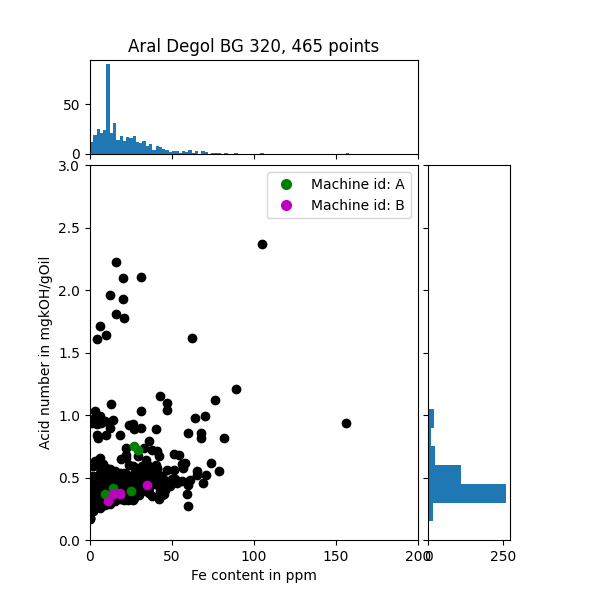 Aral Degol BG 320, 465 points
50
0
3.0
2.5
2.0
1.5
1.0
0.5
0.0
Acid number in mgkOH/gOil
Machine id: A
Machine id: B
0 50 100 150 200
0 250
Fe content in ppm